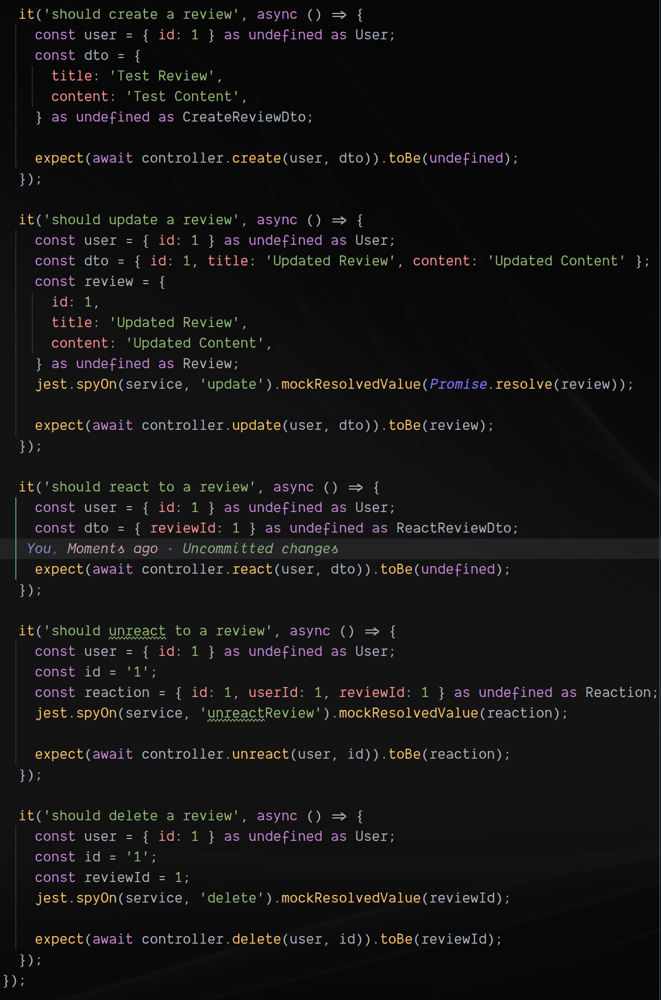 it('should create a review', async () => {
const user = { id: 1 } as undefined as User;
const dto = {
title: 'Test Review',
content: 'Test Content',
} as undefined as CreateReviewDto;
expect(await controller.create(user, dto)).toBe(undefined);
});
it('should update a review', async () => {
const user = { id: 1 } as undefined as User;
const dto = { id: 1, title: 'Updated Review', content: 'Updated Content' };
const review = {
id: 1,
title: 'Updated Review',
content: 'Updated Content',
} as undefined as Review;
jest.spyOn(service, 'update').mockResolvedValue(Promise.resolve(review));
expect(await controller.update(user, dto)).toBe(review);
});
it('should react to a review', async () => {
const user = { id: 1 } as undefined as User;
const dto = { reviewId: 1 } as undefined as ReactReviewDto;
You, Moments ago · Uncommitted changes
expect(await controller.react(user, dto)).toBe(undefined);
});
it('should unreact to a review', async () => {
const user = { id: 1 } as undefined as User;
const id = '1';
const reaction = { id: 1, userId: 1, reviewId: 1 } as undefined as Reaction;
jest.spyOn(service, 'unreactReview').mockResolvedValue(reaction);
expect(await controller.unreact(user, id)).toBe(reaction);
});
it('should delete a review', async () => {
const user = { id: 1 } as undefined as User;
const id = '1';
const reviewId = 1;
jest.spyOn(service, 'delete').mockResolvedValue(reviewId);
expect(await controller.delete(user, id)).toBe(reviewId);
});
});